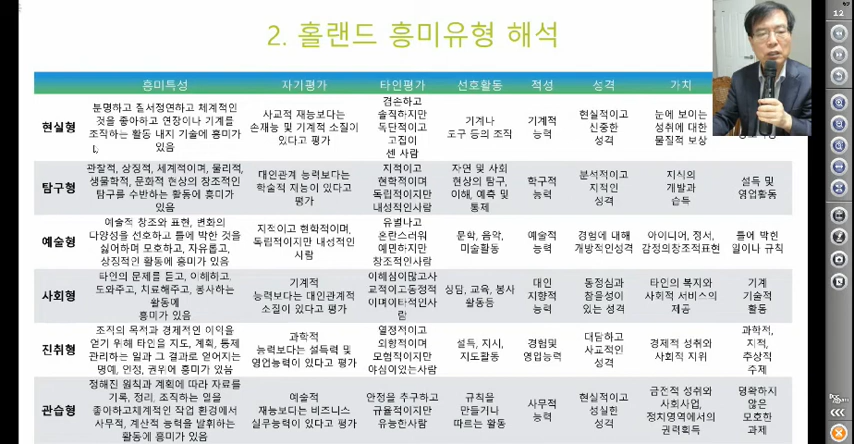 12
2. 홀랜드 흥미유형 해석
흥미특성 자기평가 타인평가 선호활동 적성 성격 가치
현실형
분명하고 질서정연하고 체계적인
것을 좋아하고 연장이나 기계를
조작하는 활동 내지 기술에 흥미가
있음
사교적 재능보다는
손재능 및 기계적 소질이
있다고 평가
겸손하고
솔직하지만
독단적이고
고집이
센 사람
기계나
도구 등의 조작
기계적
능력
현실적이고
신중한
성격
눈에 보이는
성취에 대한
물질적 보상
탐구형
관찰적, 상징적, 세계적이며, 물리적,
생물학적, 문화적 현상의 창조적인
탐구를 수반하는 활동에 흥미가
있음
대인관계 능력보다는
학술적 재능이 있다고
평가
지적이고
현학적이며
독립적이지만
내성적인사람
자연 및 사회
현상의 탐구,
이해, 예측 및
통제
학구적
능력
분석적이고
지적인
성격
지식의
개발과
습득
설득 및
영업활동
예술형
예술적 창조와 표현, 변화의
다양성을 선호하고 틀에 박힌 것을
싫어하며 모호하고, 자유롭고,
상징적인 활동에 흥미가 있음
지적이고 현학적이며,
독립적이지만 내성적인
사람
유별나고
혼란스러워
예민하지만
창조적인사람
문학, 음악,
미술활동
예술적
능력
경험에 대해
개방적인성격
아이디어, 정서,
감정의창조적표현
틀에 박힌
일이나 규칙
사회형
타인의 문제를 듣고, 이해하고,
도와주고, 치료해주고, 봉사하는
활동에
흥미가 있음
기계적
능력보다는 대인관계적
소질이 있다고 평가
이해심이많고사
교적이고동정적
이며이타적인사
람
상담, 교육, 봉사
활동등
대인
지향적
능력
동정심과
참을성이
있는 성격
타인의 복지와
사회적 서비스의
제공
기계
기술적
활동
진취형
조직의 목적과 경제적인 이익을
얻기 위해 타인을 지도, 계획, 통제
관리하는 일과 그 결과로 얻어지는
명예, 인정, 권위에 흥미가 있음
과학적
능력보다는 설득력 및
영업능력이 있다고 평가
열정적이고
외향적이며
모험적이지만
야심이있는사람
설득, 지시,
지도활동
경험및
영업능력
대담하고
사교적인
성격
경제적 성취와
사회적 지위
과학적,
지적,
추상적
주제
관습형
정해진 원칙과 계획에 따라 자료를
기록, 정리, 조직하는 일을
좋아하고체계적인 작업 환경에서
사무적, 계산적 능력을 발휘하는
활동에 흥미가 있음
예술적
재능보다는 비즈니스
실무능력이 있다고 평가
안정을 추구하고
규율적이지만
유능한사람
규칙을
만들거나
따르는 활동
사무적
능력
현실적이고
성실한
성격
금전적 성취와
사회사업,
정치영역에서의
권력획득
명확하지
않은
모호한
과제